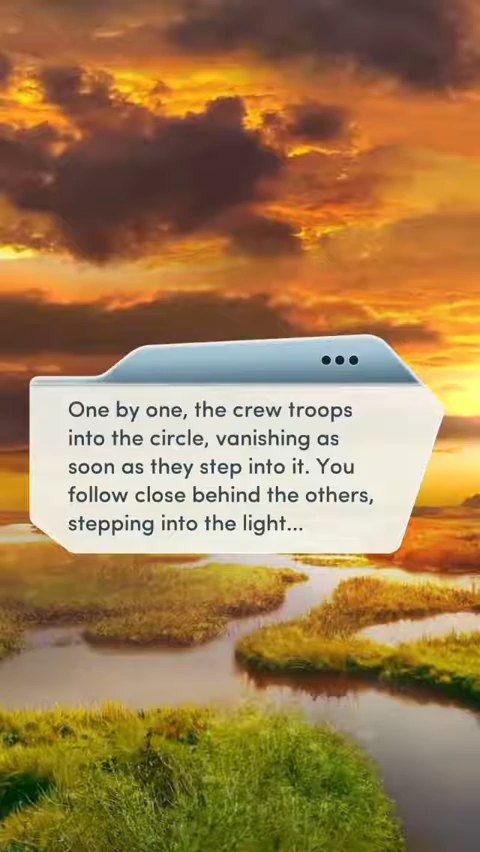 One by one, the crew troops
into the circle, vanishing as
soon as they step into it. You
follow close behind the others,
stepping into the light...